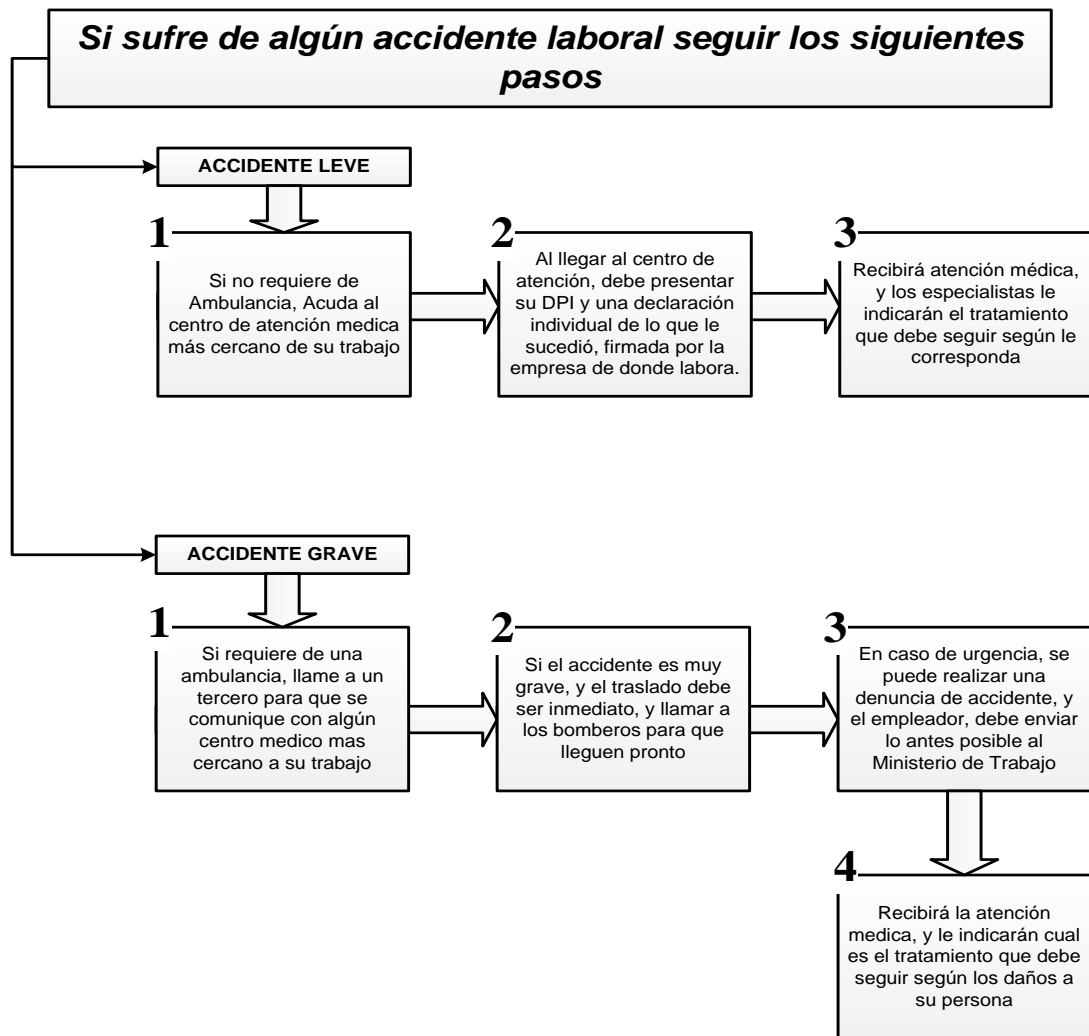 Si sufre de algún accidente laboral seguir los siguientes
pasos
ACCIDENTE LEVE
1
Si no requiere de
Ambulancia, Acuda al
centro de atención medica
más cercano de su trabajo
2
Al llegar al centro de
atención, debe presentar
su DPI y una declaración
individual de lo que le
sucedió, firmada por la
empresa de donde labora.
3
Recibirá atención médica,
y los especialistas le
indicarán el tratamiento
que debe seguir según le
corresponda
ACCIDENTE GRAVE
1
Si requiere de una
ambulancia, llame a un
tercero para que se
comunique con algún
centro medico mas
cercano a su trabajo
2
Si el accidente es muy
grave, y el traslado debe
ser inmediato, y llamar a
los bomberos para que
lleguen pronto
3
En caso de urgencia, se
puede realizar una
denuncia de accidente, y
el empleador, debe enviar
lo antes posible al
Ministerio de Trabajo
4
Recibirá la atención
medica, y le indicarán cual
es el tratamiento que debe
seguir según los daños a
su persona